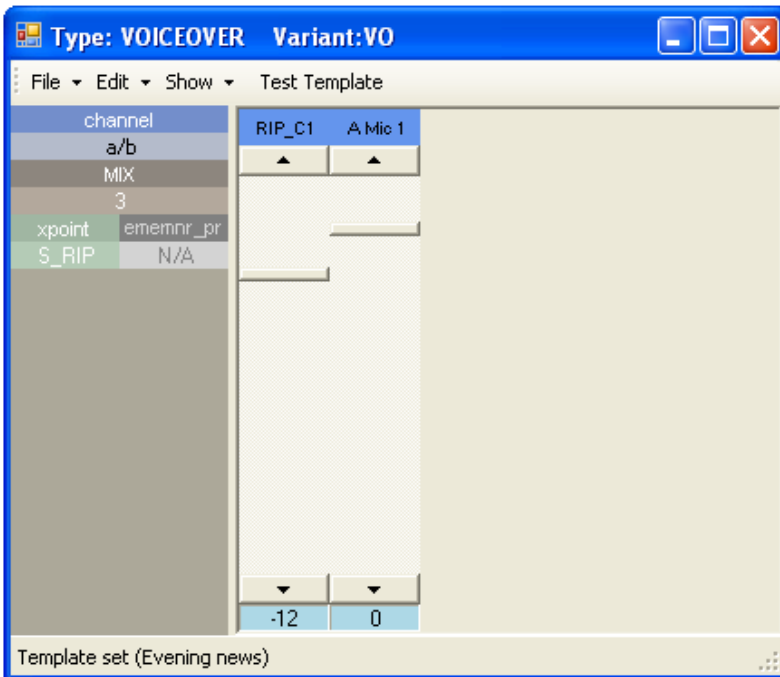 Type: VOICEOVER Variant:VO
File Edit Show Test Template
channel
a/b
MIX
3
xpoint ememnr_pr
S_RIP N/A
RIP_C1 A Mic 1
-12 0
Template set (Evening news)